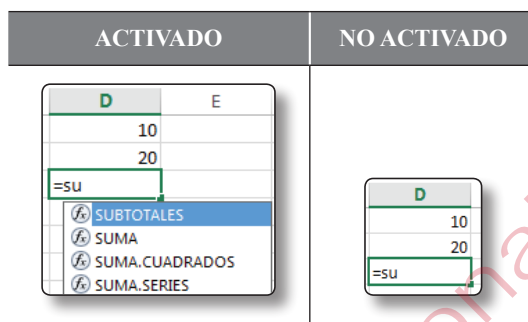 ACTIVADO NO ACTIVADO
D E
10
20
=su
SUBTOTALES
SUMA
SUMA.CUADRADOS
SUMA.SERIES
D
10
20
=su